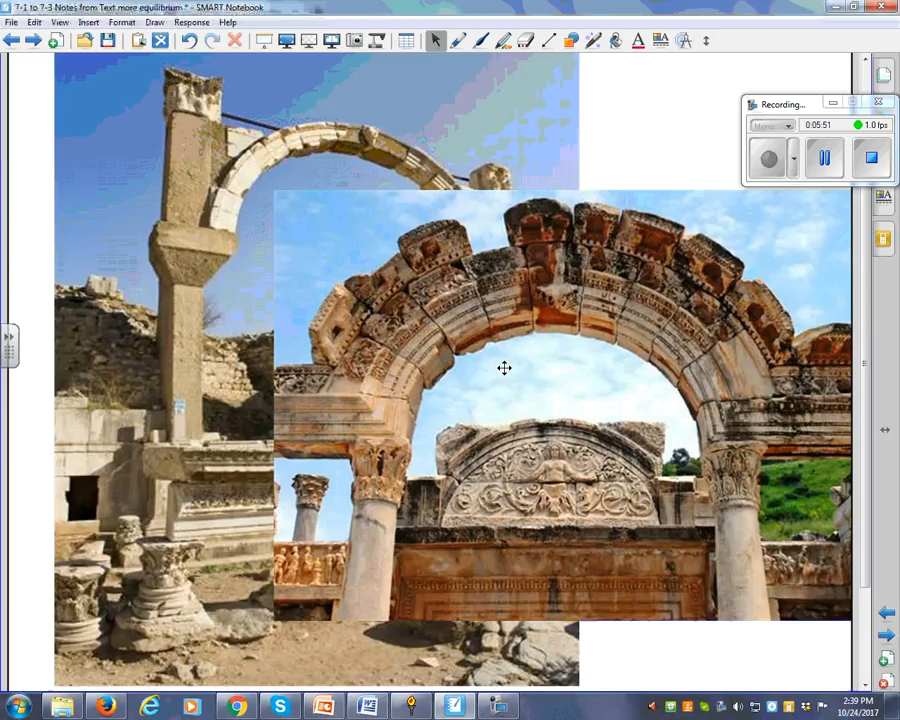 7-1 to 7-3 Notes from Text more equilibrium * - SMART Notebook
File Edit View Insert Format Draw Response Help
Recording...
Menu 0:05:51 1.0 fps
2:39 PM
10/24/2017